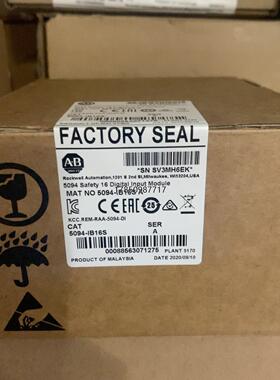 FACTORY SEAL
AB
*SN SV3MH6EK*
Rockwell Automation,1201 S 2nd St,Milwaukee, WI53204,USA
5094 Safety 16 Digital Input Module
MAT NO 5094-IB16S A
KCC.REM-RAA-5094-DI
CAT
5094-IB16S
SER
A
00088563071275
PLANT 3170
PRODUCT OF MALAYSIA
DATE 2020/09/10